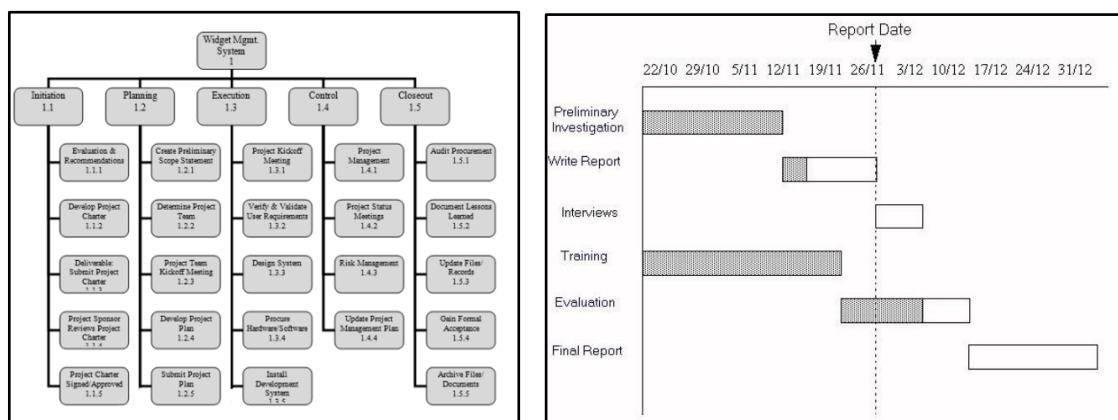 Widget Mgmt.
System
1
Initiation
1.1
Planning
1.2
Execution
1.3
Control
1.4
Closeout
1.5
Evaluation &
Recommendations
1.1.1
Develop Project
Charter
1.1.2
Deliverable:
Submit Project
Charter
1.1.3
Project Sponsor
Reviews Project
Charter
1.1.4
Project Charter
Signed/Approved
1.1.5
Create Preliminary
Scope Statement
1.2.1
Determine Project
Team
1.2.2
Project Team
Kickoff Meeting
1.2.3
Develop Project
Plan
1.2.4
Submit Project
Plan
1.2.5
Project Kickoff
Meeting
1.3.1
Verify & Validate
User Requirements
1.3.2
Design System
1.3.3
Procure
Hardware/Software
1.3.4
Install
Development
System
1.3.5
Project
Management
1.4.1
Project Status
Meetings
1.4.2
Risk Management
1.4.3
Update Project
Management Plan
1.4.4
Audit Procurement
1.5.1
Document Lessons
Learned
1.5.2
Update Files/
Records
1.5.3
Gain Formal
Acceptance
1.5.4
Archive Files/
Documents
1.5.5
Report Date
22/10 29/10 5/11 12/11 19/11 26/11 3/12 10/12 17/12 24/12 31/12
Preliminary
Investigation
Write Report
Interviews
Training
Evaluation
Final Report